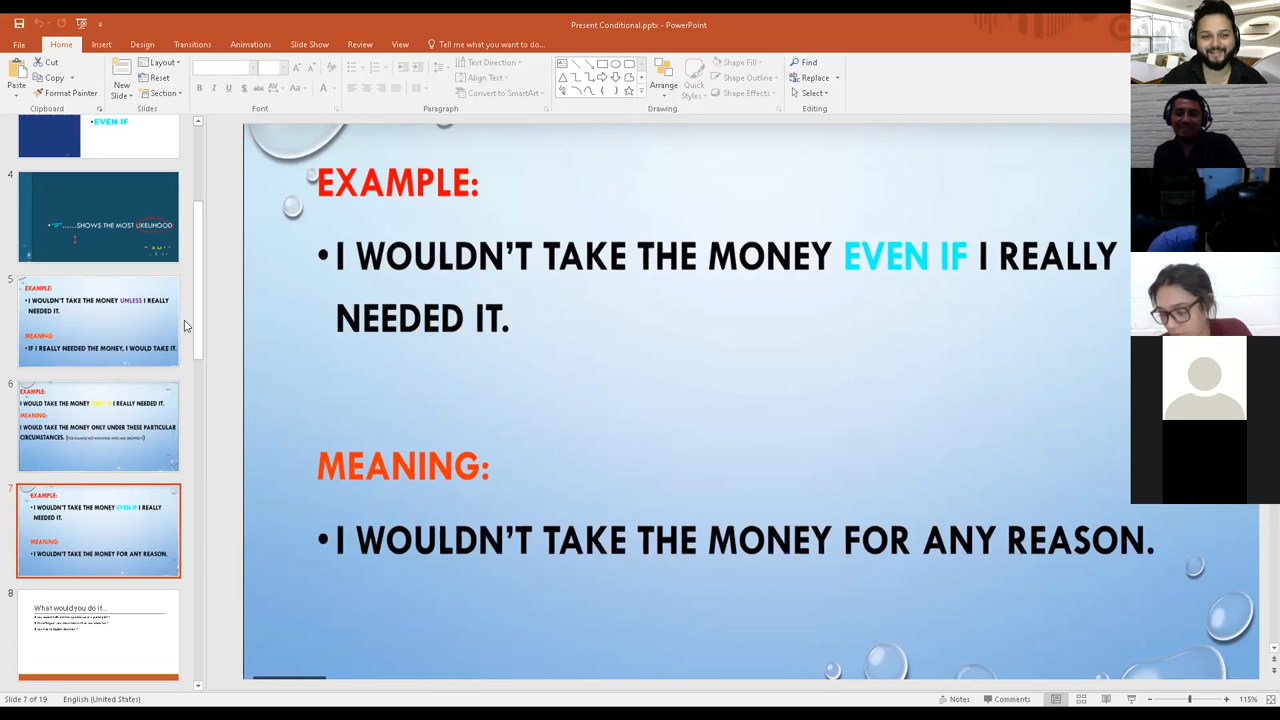 Present Conditional.pptx - PowerPoint
File Home Insert Design Transitions Animations Slide Show Review View Tell me what you want to do...
Paste
Cut
Copy
Format Painter
Clipboard
New Slide
Layout
Reset
Section
Slides
Font
Text Direction
Align Text
Convert to SmartArt
Paragraph
Arrange
Quick Styles
Shape Fill
Shape Outline
Shape Effects
Drawing
Find
Replace
Select
Editing
•EVEN IF
4
•"IF"......SHOWS THE MOST LIKELIHOOD
5
EXAMPLE:
• I WOULDN'T TAKE THE MONEY UNLESS I REALLY
NEEDED IT.
MEANING:
• IF I REALLY NEEDED THE MONEY, I WOULD TAKE IT.
6
EXAMPLE:
I WOULD TAKE THE MONEY ONLY IF I REALLY NEEDED IT.
MEANING:
I WOULD TAKE THE MONEY ONLY UNDER THESE PARTICULAR
CIRCUMSTANCES.
7
EXAMPLE:
• I WOULDN'T TAKE THE MONEY EVEN IF I REALLY
NEEDED IT.
MEANING:
• I WOULDN'T TAKE THE MONEY FOR ANY REASON.
8
What would you do if...
EXAMPLE:
• I WOULDN'T TAKE THE MONEY EVEN IF I REALLY
NEEDED IT.
MEANING:
• I WOULDN'T TAKE THE MONEY FOR ANY REASON.
Slide 7 of 19 English (United States) Notes Comments 115%